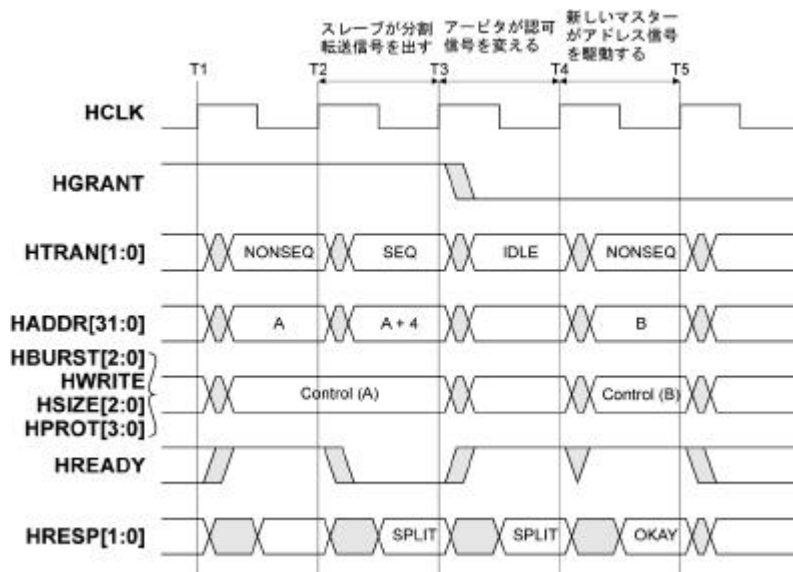 スレーブが分割
転送信号を出す
アービタが認可
信号を変える
新しいマスター
がアドレス信号
を駆動する
T1 T2 T3 T4 T5
HCLK
HGRANT
HTRAN[1:0] NONSEQ SEQ IDLE NONSEQ
HADDR[31:0] A A + 4 B
HBURST[2:0]
HWRITE
HSIZE[2:0]
HPROT[3:0]
Control (A) Control (B)
HREADY
HRESP[1:0] SPLIT SPLIT OKAY